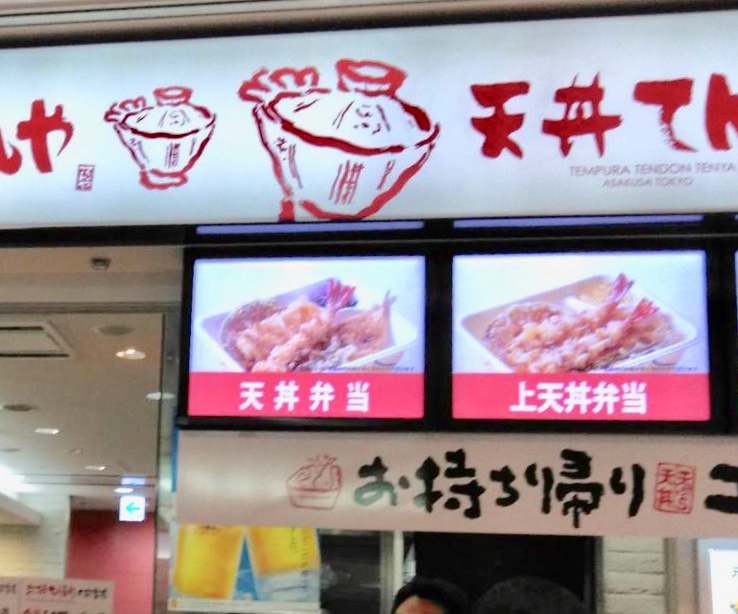 んや
天丼てん
TEMPURA TENDON TENYA
ASAKUSA TOKYO
天丼弁当
上天丼弁当
お持ち帰り